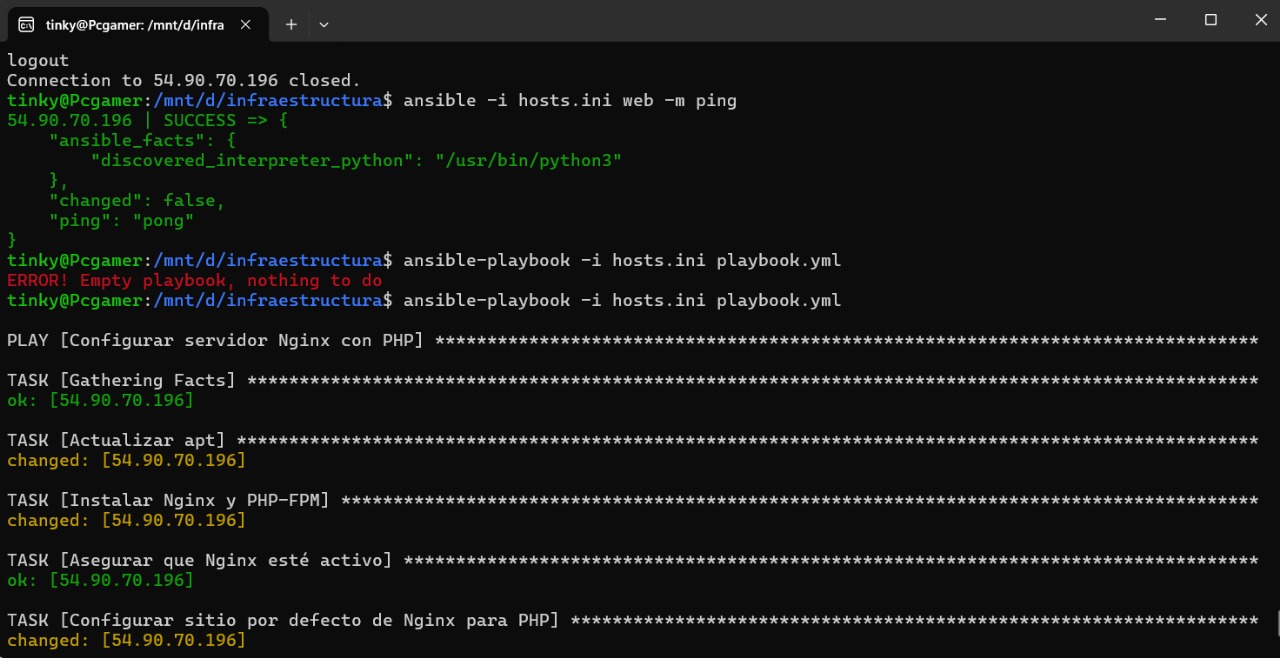 tinky@Pcgamer: /mnt/d/infra
logout
Connection to 54.90.70.196 closed.
tinky@Pcgamer:/mnt/d/infraestructura$ ansible -i hosts.ini web -m ping
54.90.70.196 | SUCCESS => {
    "ansible_facts": {
        "discovered_interpreter_python": "/usr/bin/python3"
    },
    "changed": false,
    "ping": "pong"
}
tinky@Pcgamer:/mnt/d/infraestructura$ ansible-playbook -i hosts.ini playbook.yml
ERROR! Empty playbook, nothing to do
tinky@Pcgamer:/mnt/d/infraestructura$ ansible-playbook -i hosts.ini playbook.yml
PLAY [Configurar servidor Nginx con PHP] *******************************************************************************
TASK [Gathering Facts] *************************************************************************************************
ok: [54.90.70.196]
TASK [Actualizar apt] **************************************************************************************************
changed: [54.90.70.196]
TASK [Instalar Nginx y PHP-FPM] ****************************************************************************************
changed: [54.90.70.196]
TASK [Asegurar que Nginx esté activo] **********************************************************************************
ok: [54.90.70.196]
TASK [Configurar sitio por defecto de Nginx para PHP] ******************************************************************
changed: [54.90.70.196]